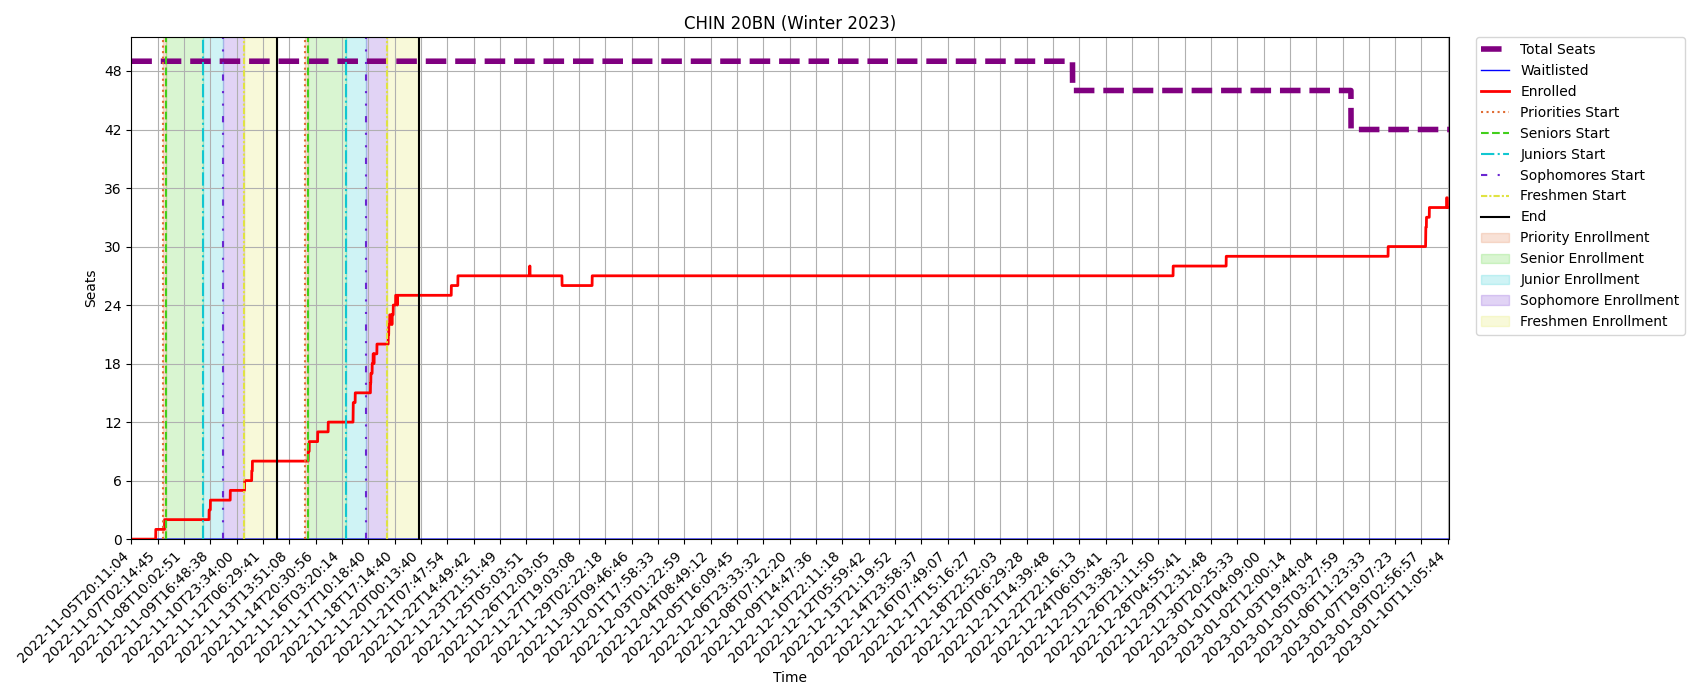 CHIN 20BN (Winter 2023)
Total Seats
Waitlisted
Enrolled
Priorities Start
Seniors Start
Juniors Start
Sophomores Start
Freshmen Start
End
Priority Enrollment
Senior Enrollment
Junior Enrollment
Sophomore Enrollment
Freshmen Enrollment
48
42
36
30
24
18
12
6
0
Seats
2022-11-05T20:11:04
2022-11-07T02:14:45
2022-11-08T10:02:51
2022-11-09T16:48:38
2022-11-10T23:34:00
2022-11-12T06:29:41
2022-11-13T13:51:08
2022-11-14T20:30:56
2022-11-16T03:20:14
2022-11-17T10:18:40
2022-11-18T17:14:40
2022-11-20T00:13:40
2022-11-21T07:47:54
2022-11-22T14:49:42
2022-11-23T21:51:49
2022-11-25T05:03:51
2022-11-26T12:03:05
2022-11-27T19:03:08
2022-11-29T02:22:18
2022-11-30T09:46:46
2022-12-01T17:58:33
2022-12-03T01:22:59
2022-12-04T08:49:12
2022-12-05T16:09:45
2022-12-06T23:33:32
2022-12-08T07:12:20
2022-12-09T14:47:36
2022-12-10T22:11:18
2022-12-12T05:59:42
2022-12-13T21:19:52
2022-12-14T23:58:37
2022-12-16T07:49:07
2022-12-17T15:16:27
2022-12-18T22:52:03
2022-12-20T06:29:28
2022-12-21T14:39:48
2022-12-22T22:16:13
2022-12-24T06:05:41
2022-12-25T13:38:32
2022-12-26T21:11:50
2022-12-28T04:55:41
2022-12-29T12:31:48
2022-12-30T20:25:33
2023-01-01T04:09:00
2023-01-02T12:00:14
2023-01-03T19:44:04
2023-01-05T03:27:59
2023-01-06T11:23:33
2023-01-07T19:07:23
2023-01-09T02:56:57
2023-01-10T11:05:44
Time